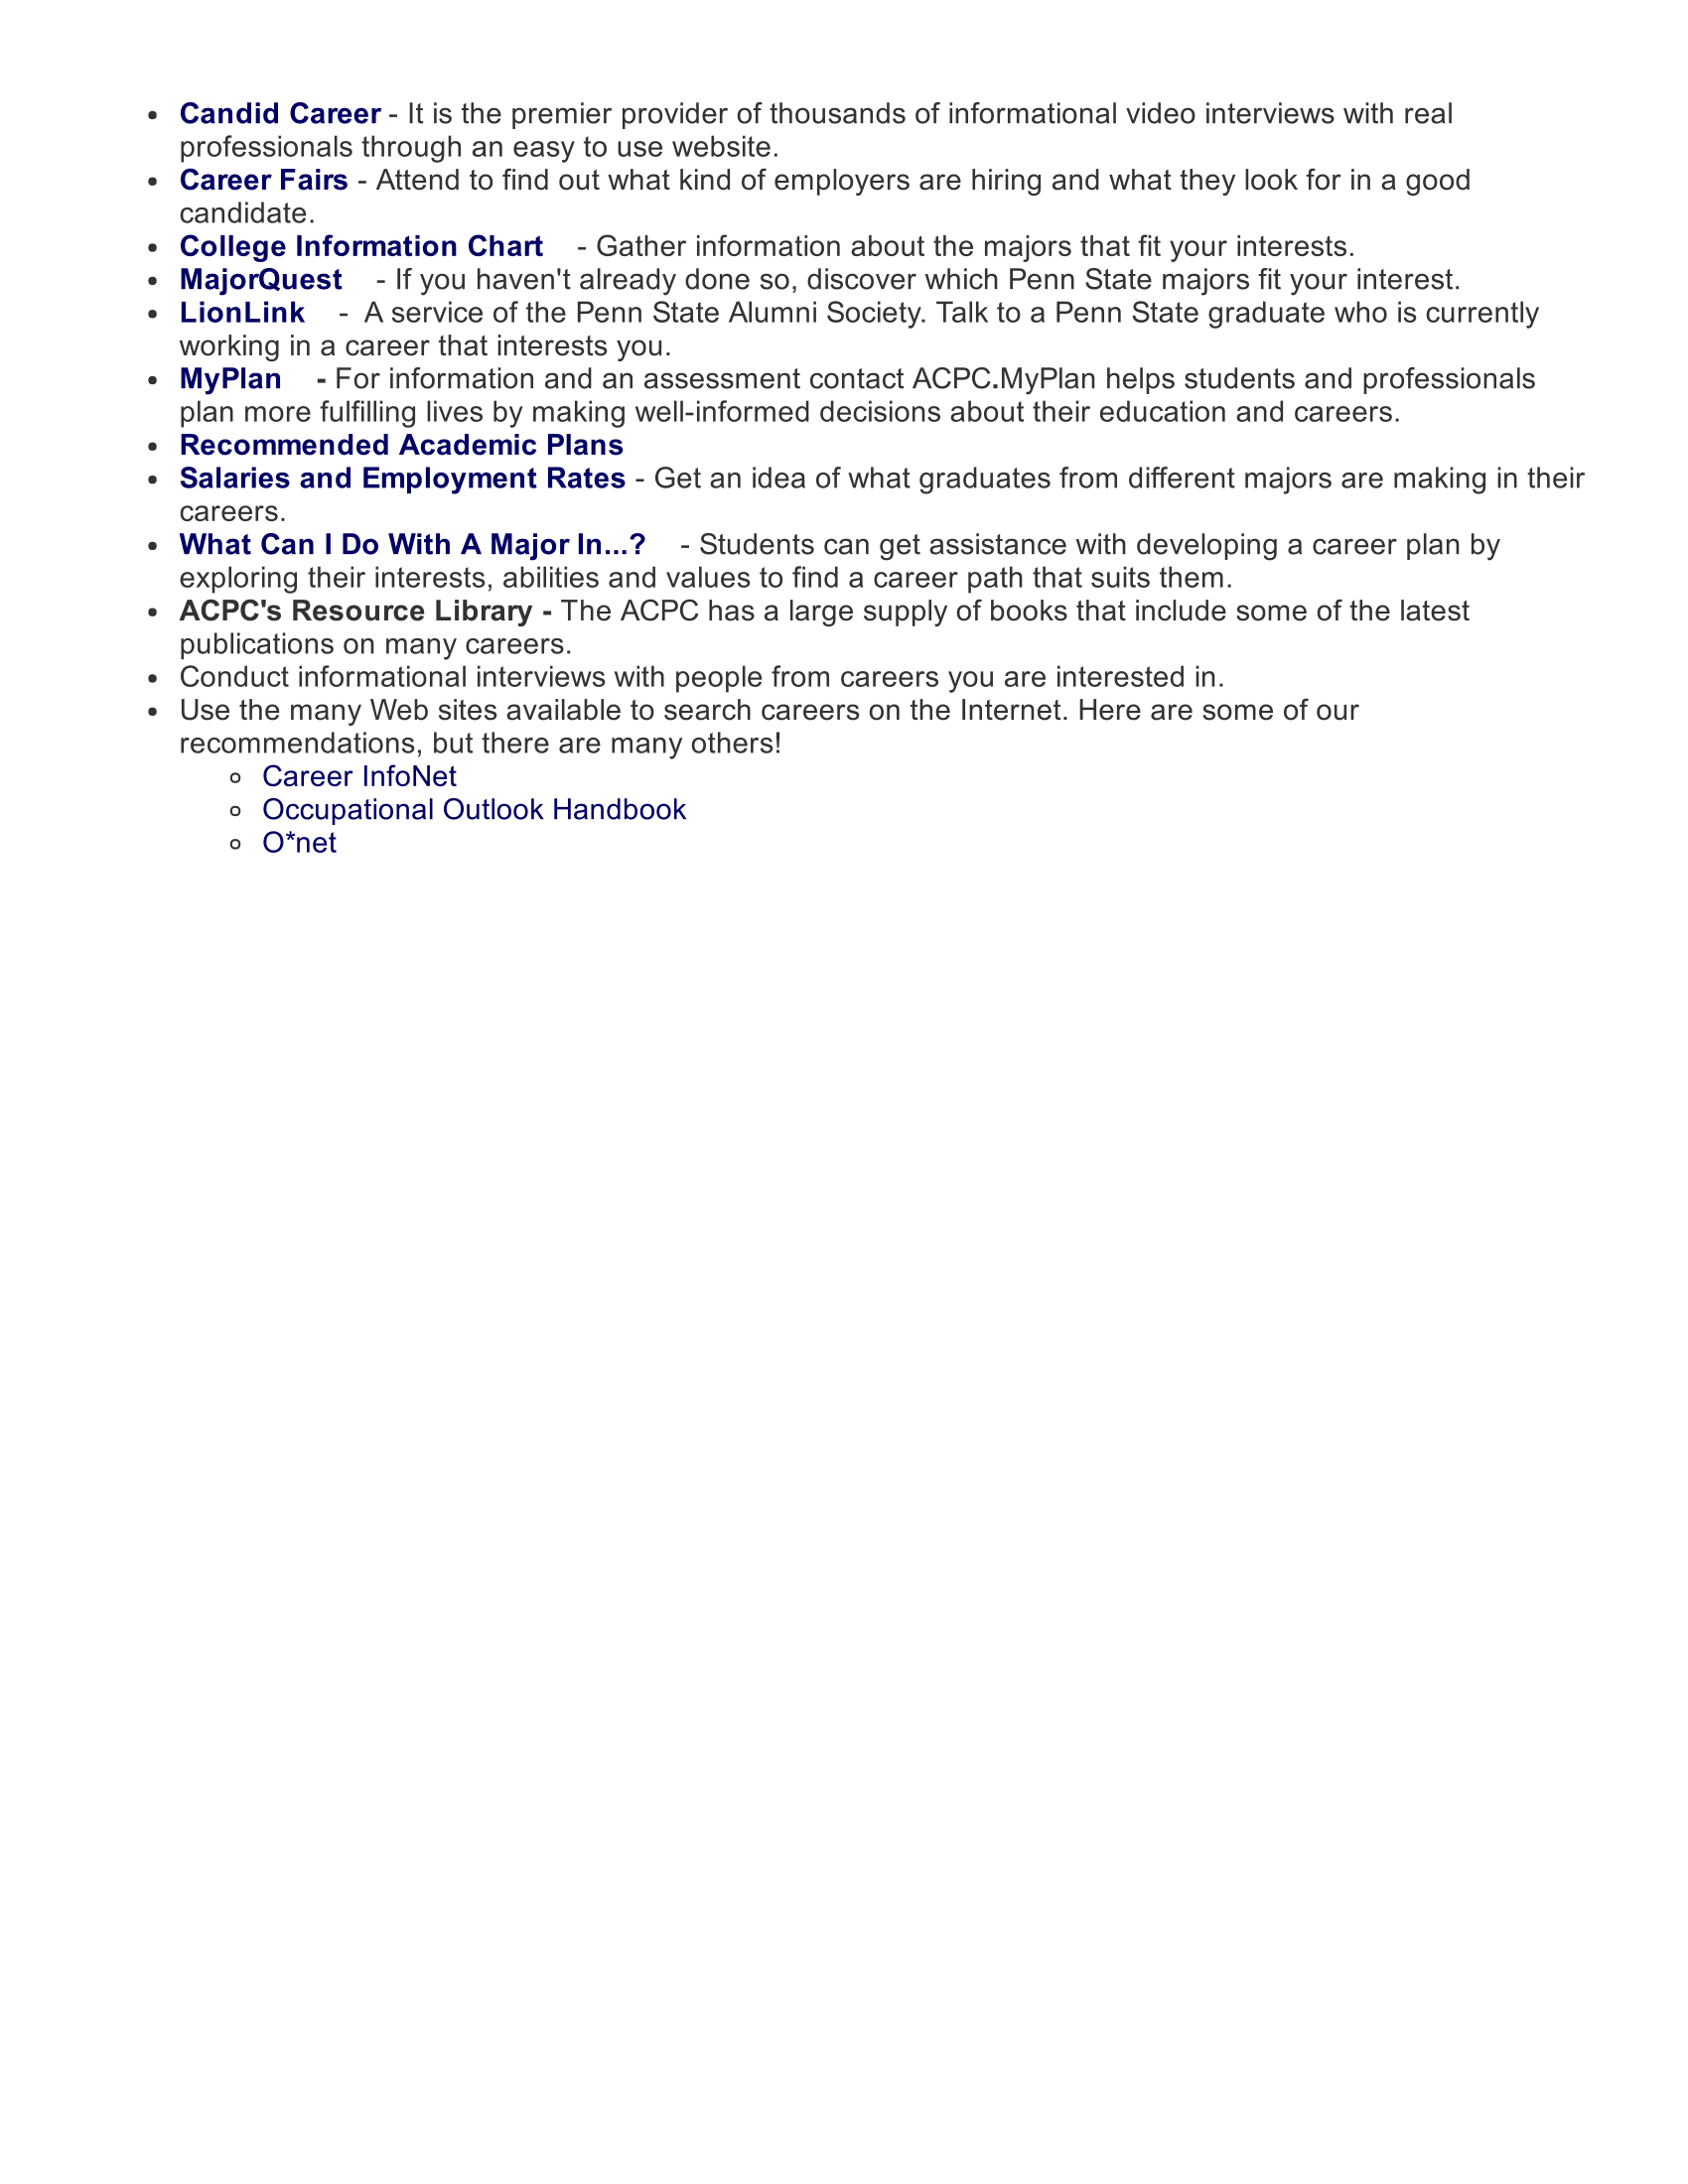 • Candid Career - It is the premier provider of thousands of informational video interviews with real
professionals through an easy to use website.
• Career Fairs - Attend to find out what kind of employers are hiring and what they look for in a good
candidate.
• College Information Chart    - Gather information about the majors that fit your interests.
• MajorQuest    - If you haven't already done so, discover which Penn State majors fit your interest.
• LionLink    -  A service of the Penn State Alumni Society. Talk to a Penn State graduate who is currently
working in a career that interests you.
• MyPlan    - For information and an assessment contact ACPC.MyPlan helps students and professionals
plan more fulfilling lives by making well-informed decisions about their education and careers.
• Recommended Academic Plans
• Salaries and Employment Rates - Get an idea of what graduates from different majors are making in their
careers.
• What Can I Do With A Major In...?    - Students can get assistance with developing a career plan by
exploring their interests, abilities and values to find a career path that suits them.
• ACPC's Resource Library - The ACPC has a large supply of books that include some of the latest
publications on many careers.
• Conduct informational interviews with people from careers you are interested in.
• Use the many Web sites available to search careers on the Internet. Here are some of our
recommendations, but there are many others!
◦ Career InfoNet
◦ Occupational Outlook Handbook
◦ O*net